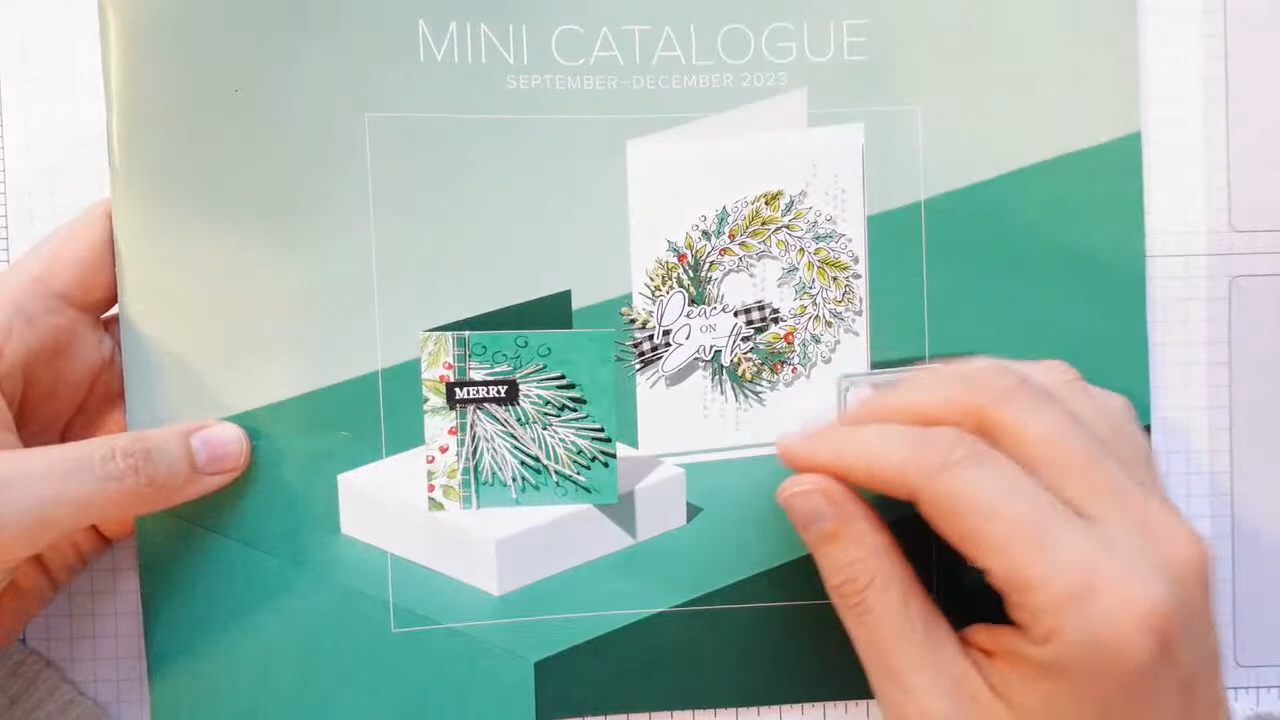 MINI CATALOGUE
SEPTEMBER–DECEMBER 2023
Peace
ON
Earth
MERRY